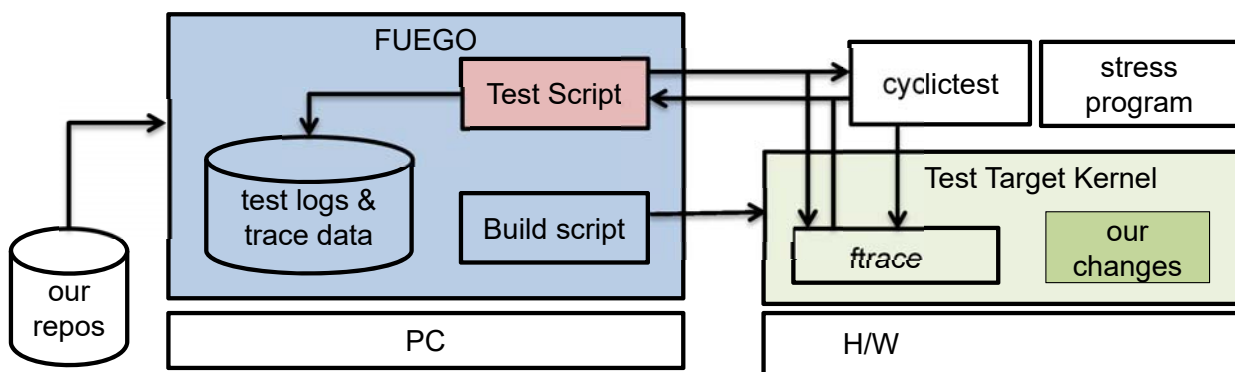 FUEGO
Test Script
test logs &
trace data
Build script
our
repos
PC
cyclictest
stress
program
Test Target Kernel
ftrace
our
changes
H/W